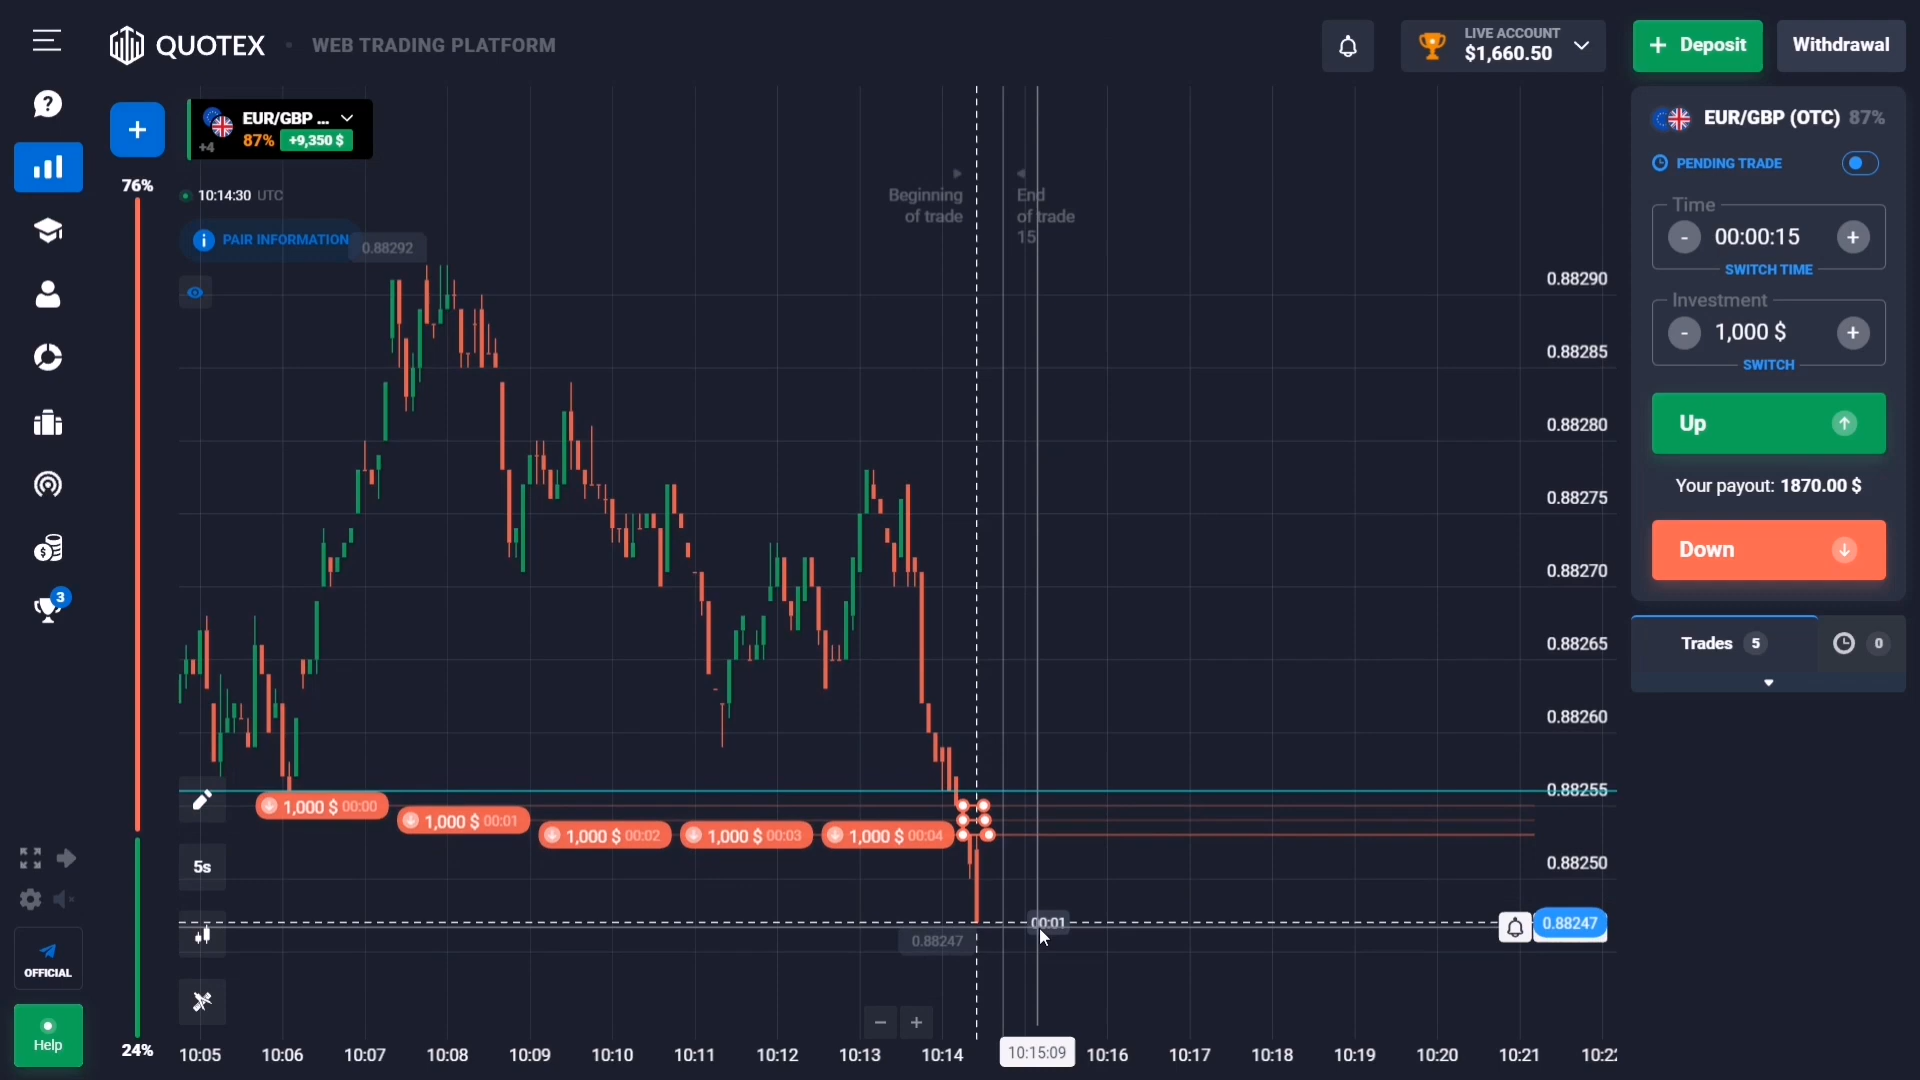 QUOTEX
WEB TRADING PLATFORM
LIVE ACCOUNT
$1,660.50
+ Deposit
Withdrawal
EUR/GBP ...
+4
87%
+9,350 $
76%
10:14:30 UTC
PAIR INFORMATION
0.88292
Beginning
of trade
End
of trade
15
EUR/GBP (OTC) 87%
PENDING TRADE
Time
- 00:00:15 +
SWITCH TIME
Investment
- 1,000 $ +
SWITCH
Up
Your payout: 1870.00 $
Down
Trades 5
0
3
0.88290
0.88285
0.88280
0.88275
0.88270
0.88265
0.88260
0.88255
0.88250
0.88247
1,000 $ 00:00
1,000 $ 00:01
1,000 $ 00:02
1,000 $ 00:03
1,000 $ 00:04
5s
00:01
0.88247
OFFICIAL
Help
24%
10:05
10:06
10:07
10:08
10:09
10:10
10:11
10:12
10:13
10:14
10:15:09
10:16
10:17
10:18
10:19
10:20
10:21
10:22